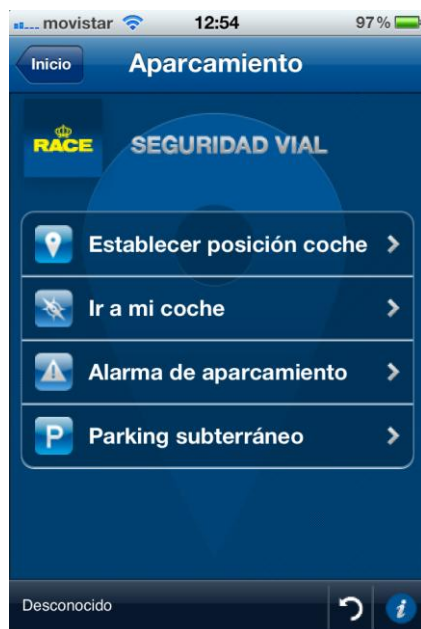 movistar 12:54 97%
Inicio Aparcamiento
RACE SEGURIDAD VIAL
Establecer posición coche
Ir a mi coche
Alarma de aparcamiento
P Parking subterráneo
Desconocido i